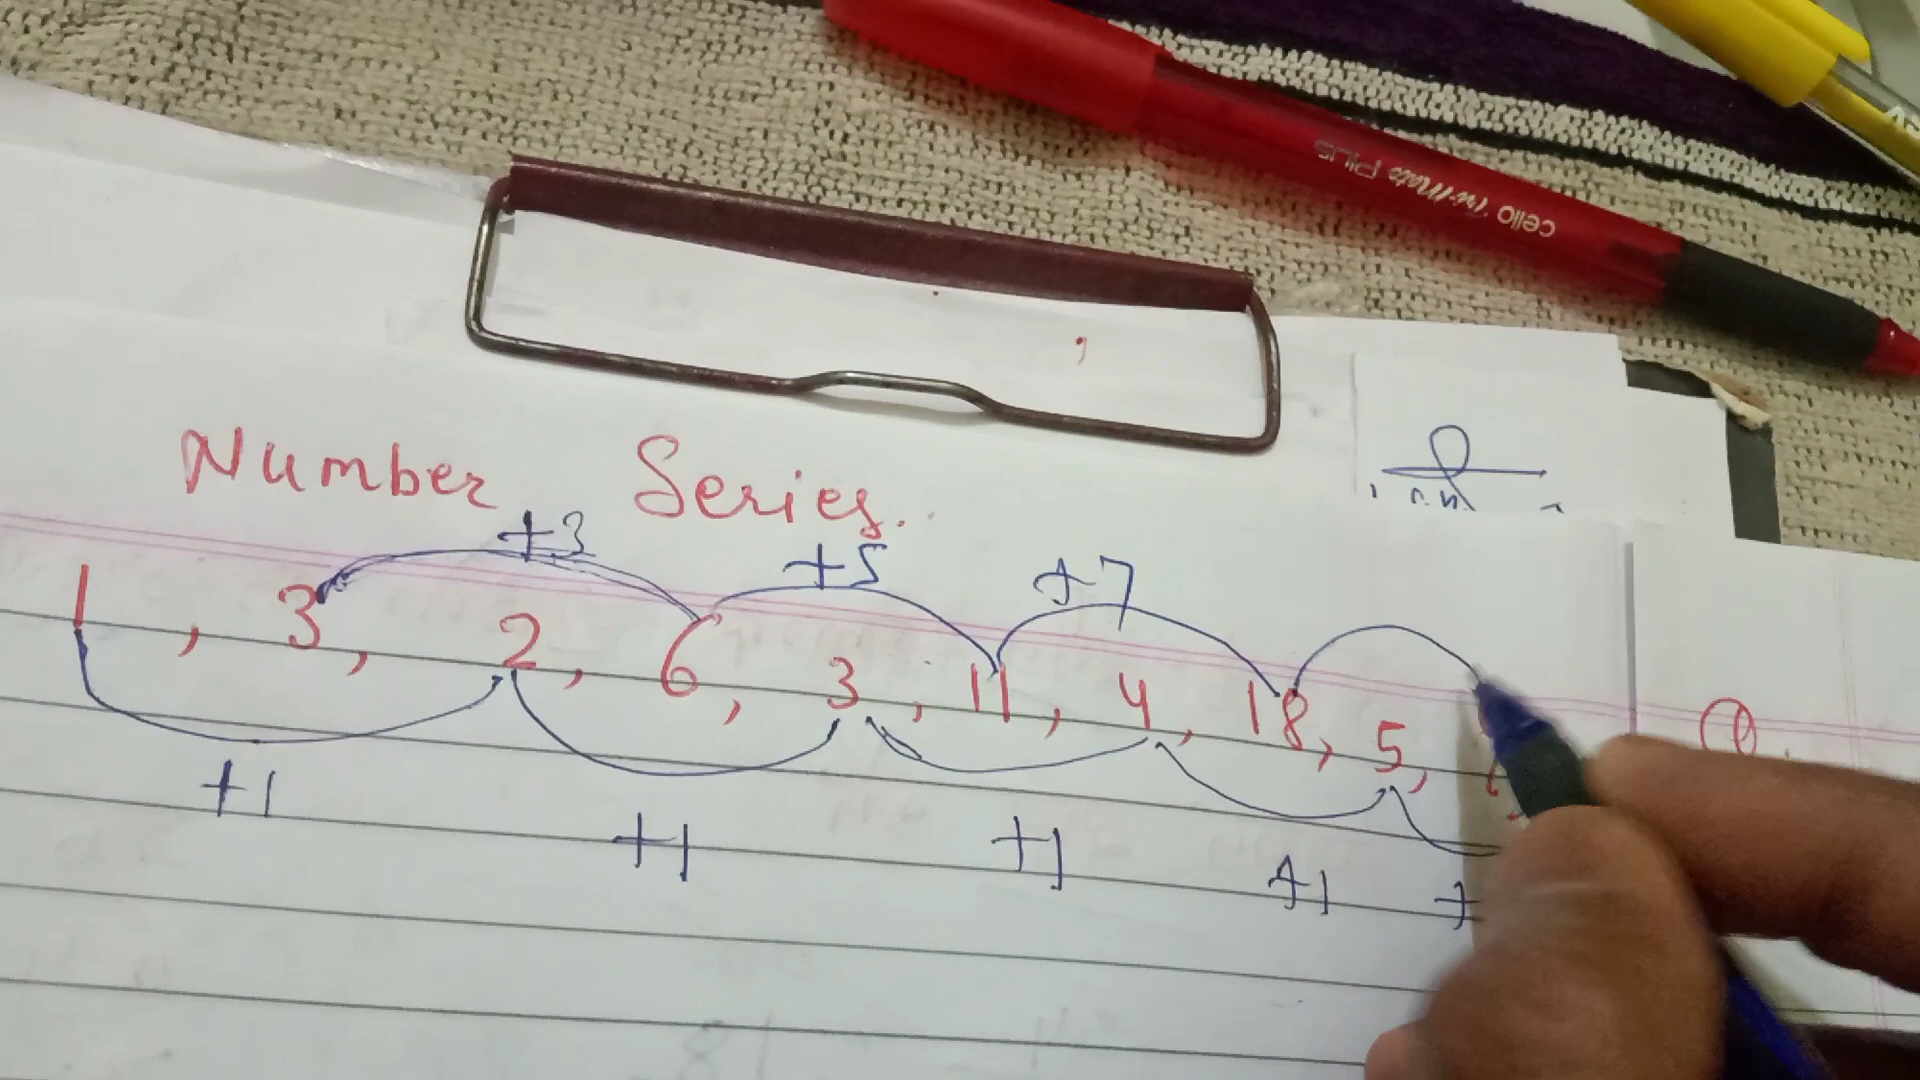 cello Tri-Mate PLUS
Number Series.
+3 +5 +7
1, 3, 2, 6, 3, 11, 4, 18, 5,
+1 +1 +1 +1 +